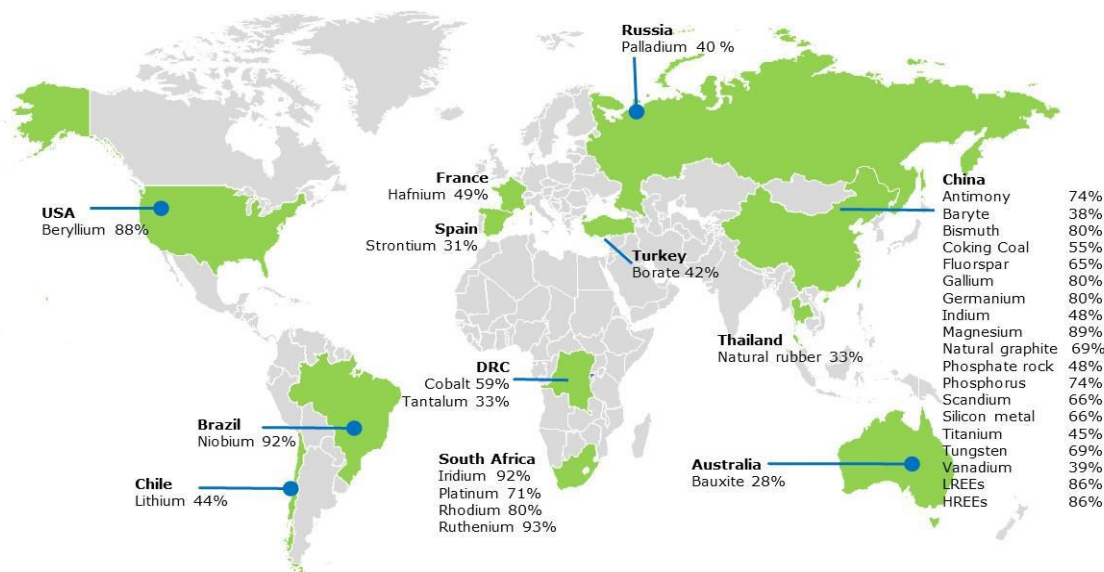 Russia
Palladium 40 %
France
Hafnium 49%
USA
Beryllium 88%
Spain
Strontium 31%
Turkey
Borate 42%
China
Antimony 74%
Baryte 38%
Bismuth 80%
Coking Coal 55%
Fluorspar 65%
Gallium 80%
Germanium 80%
Indium 48%
Magnesium 89%
Natural graphite 69%
Phosphate rock 48%
Phosphorus 74%
Scandium 66%
Silicon metal 66%
Titanium 45%
Tungsten 69%
Vanadium 39%
LREEs 86%
HREEs 86%
Thailand
Natural rubber 33%
DRC
Cobalt 59%
Tantalum 33%
Brazil
Niobium 92%
South Africa
Iridium 92%
Platinum 71%
Rhodium 80%
Ruthenium 93%
Australia
Bauxite 28%
Chile
Lithium 44%